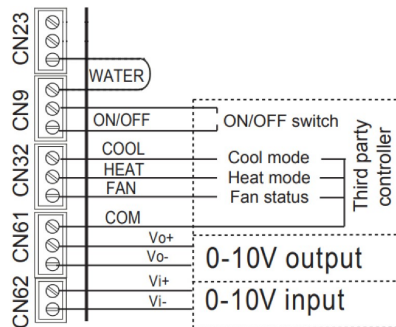 CN23
WATER
CN9
ON/OFF
ON/OFF switch
CN32
COOL
Cool mode
HEAT
Heat mode
FAN
Fan status
Third party
controller
CN61
COM
Vo+
Vo-
0-10V output
CN62
Vi+
Vi-
0-10V input